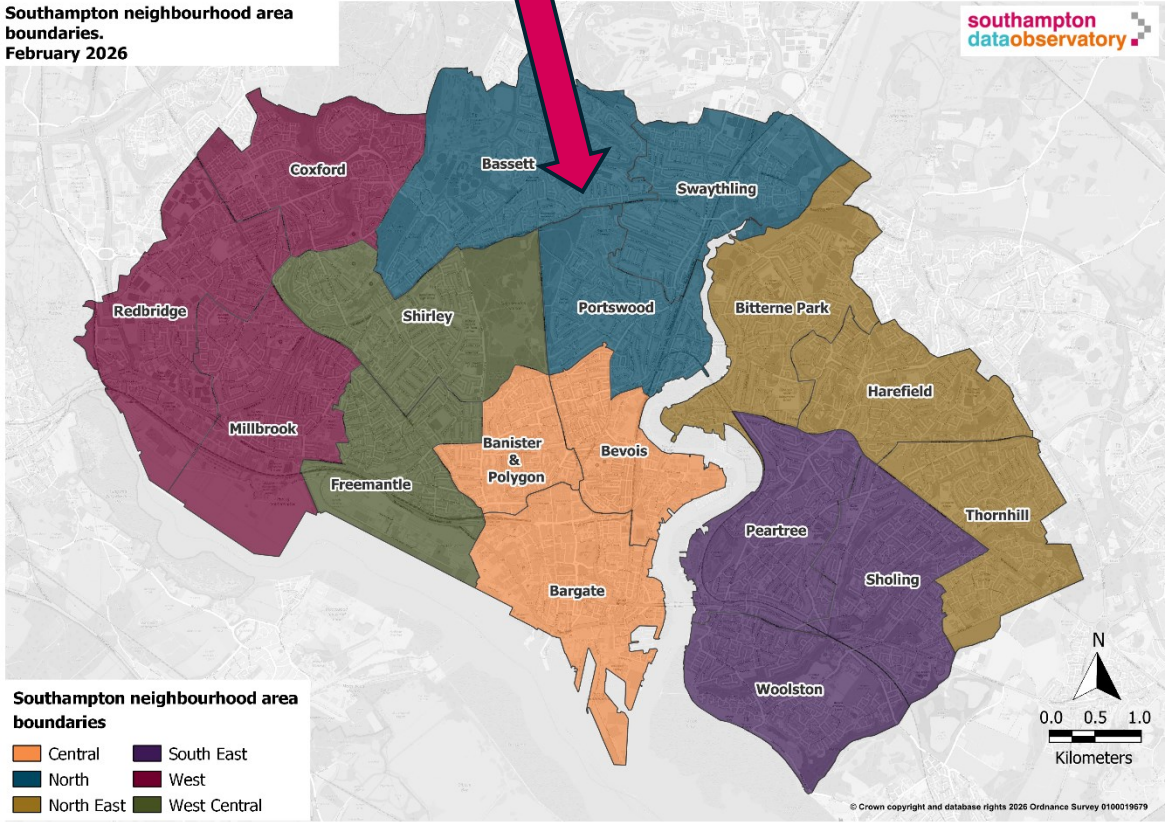 Southampton neighbourhood area
boundaries.
February 2026
southampton
dataobservatory
Coxford
Bassett
Swaythling
Redbridge
Shirley
Portswood
Bitterne Park
Harefield
Millbrook
Banister
&
Polygon
Bevois
Freemantle
Thornhill
Peartree
Sholing
Bargate
Woolston
N
0.0 0.5 1.0
Kilometers
Southampton neighbourhood area
boundaries
Central
South East
North
West
North East
West Central
© Crown copyright and database rights 2026 Ordnance Survey 0100019679